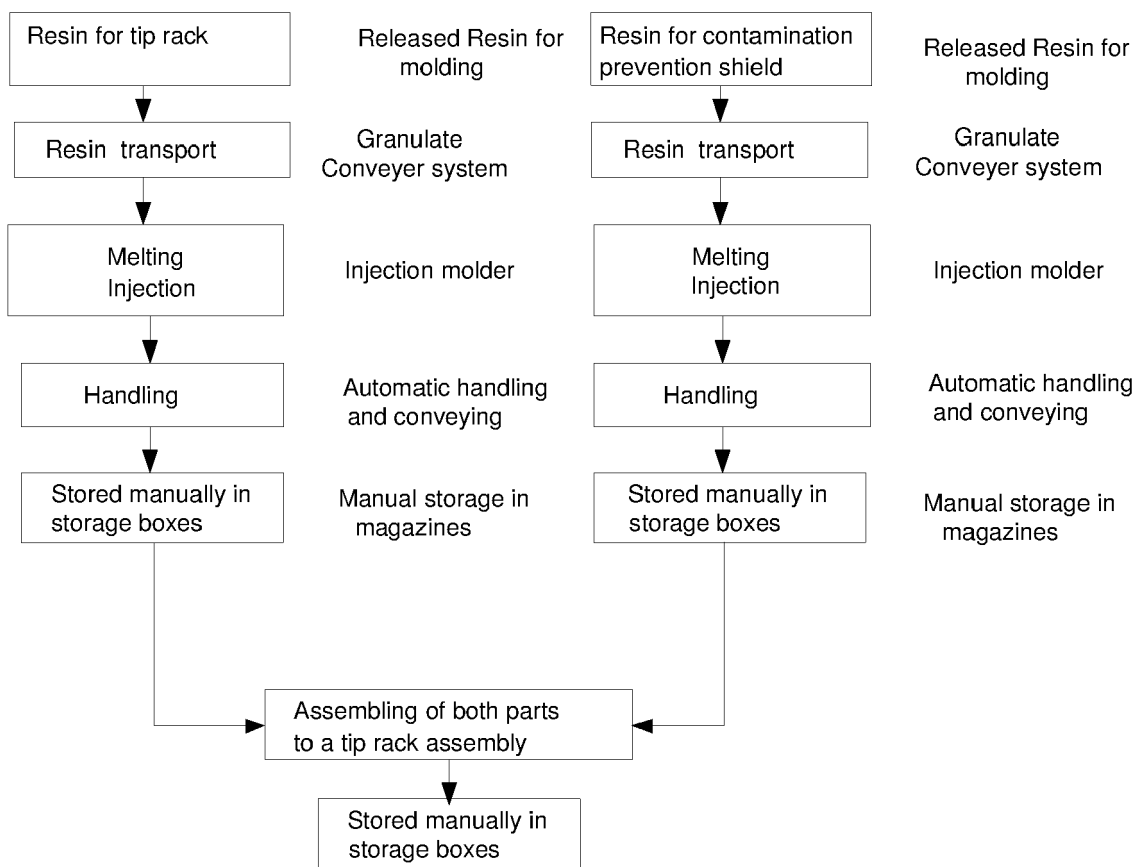 Resin for tip rack
Released Resin for
molding
Resin for contamination
prevention shield
Released Resin for
molding
Resin transport
Granulate
Conveyer system
Resin transport
Granulate
Conveyer system
Melting
Injection
Injection molder
Melting
Injection
Injection molder
Handling
Automatic handling
and conveying
Handling
Automatic handling
and conveying
Stored manually in
storage boxes
Manual storage in
magazines
Stored manually in
storage boxes
Manual storage in
magazines
Assembling of both parts
to a tip rack assembly
Stored manually in
storage boxes